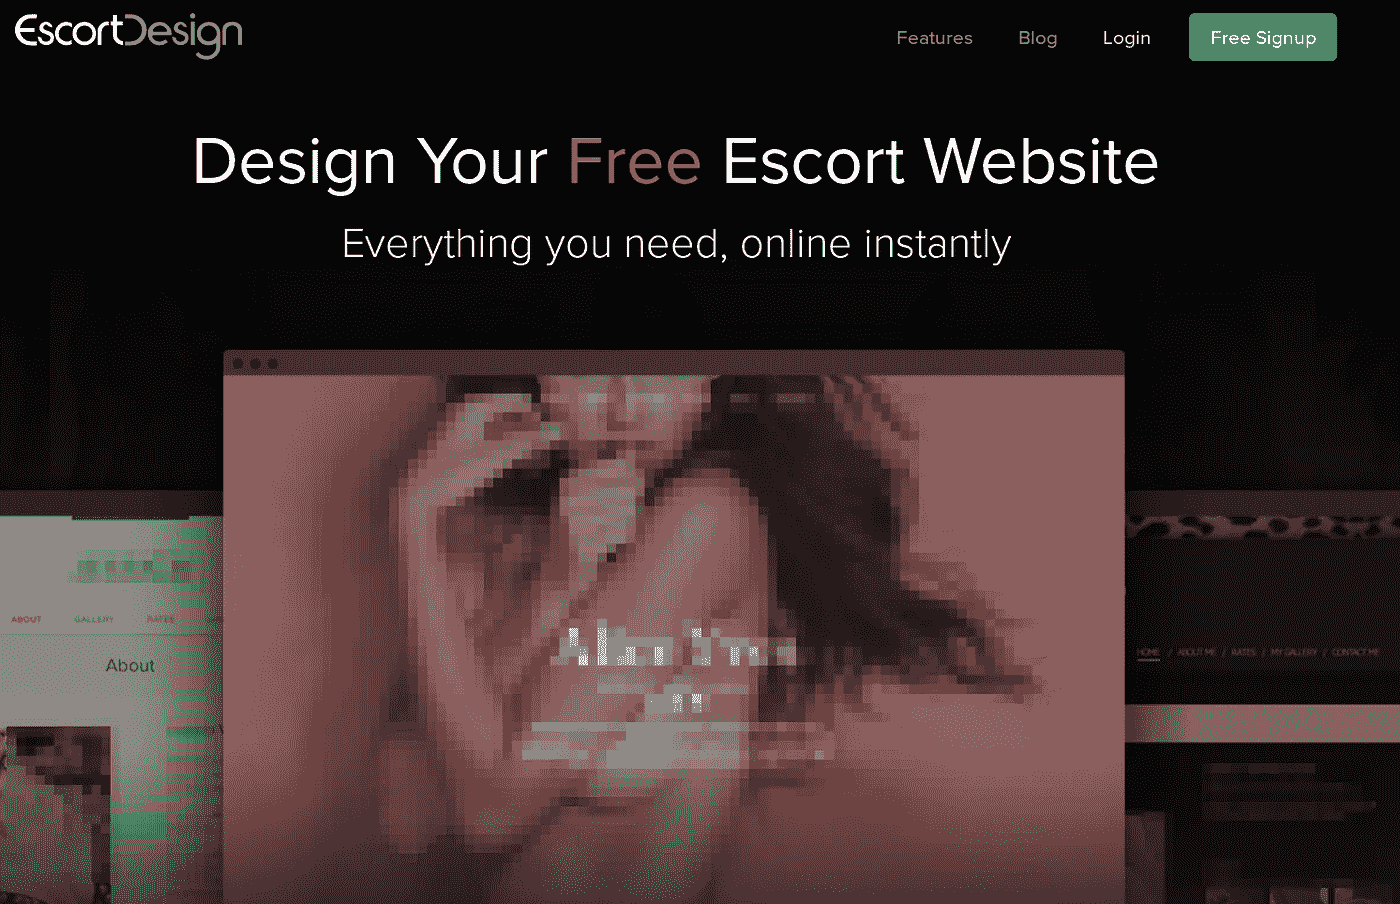 EscortDesign
Features Blog Login Free Signup
Design Your Free Escort Website
Everything you need, online instantly
ABOUT GALLERY RATES
About
HOME / ABOUT ME / RATES / MY GALLERY / CONTACT ME